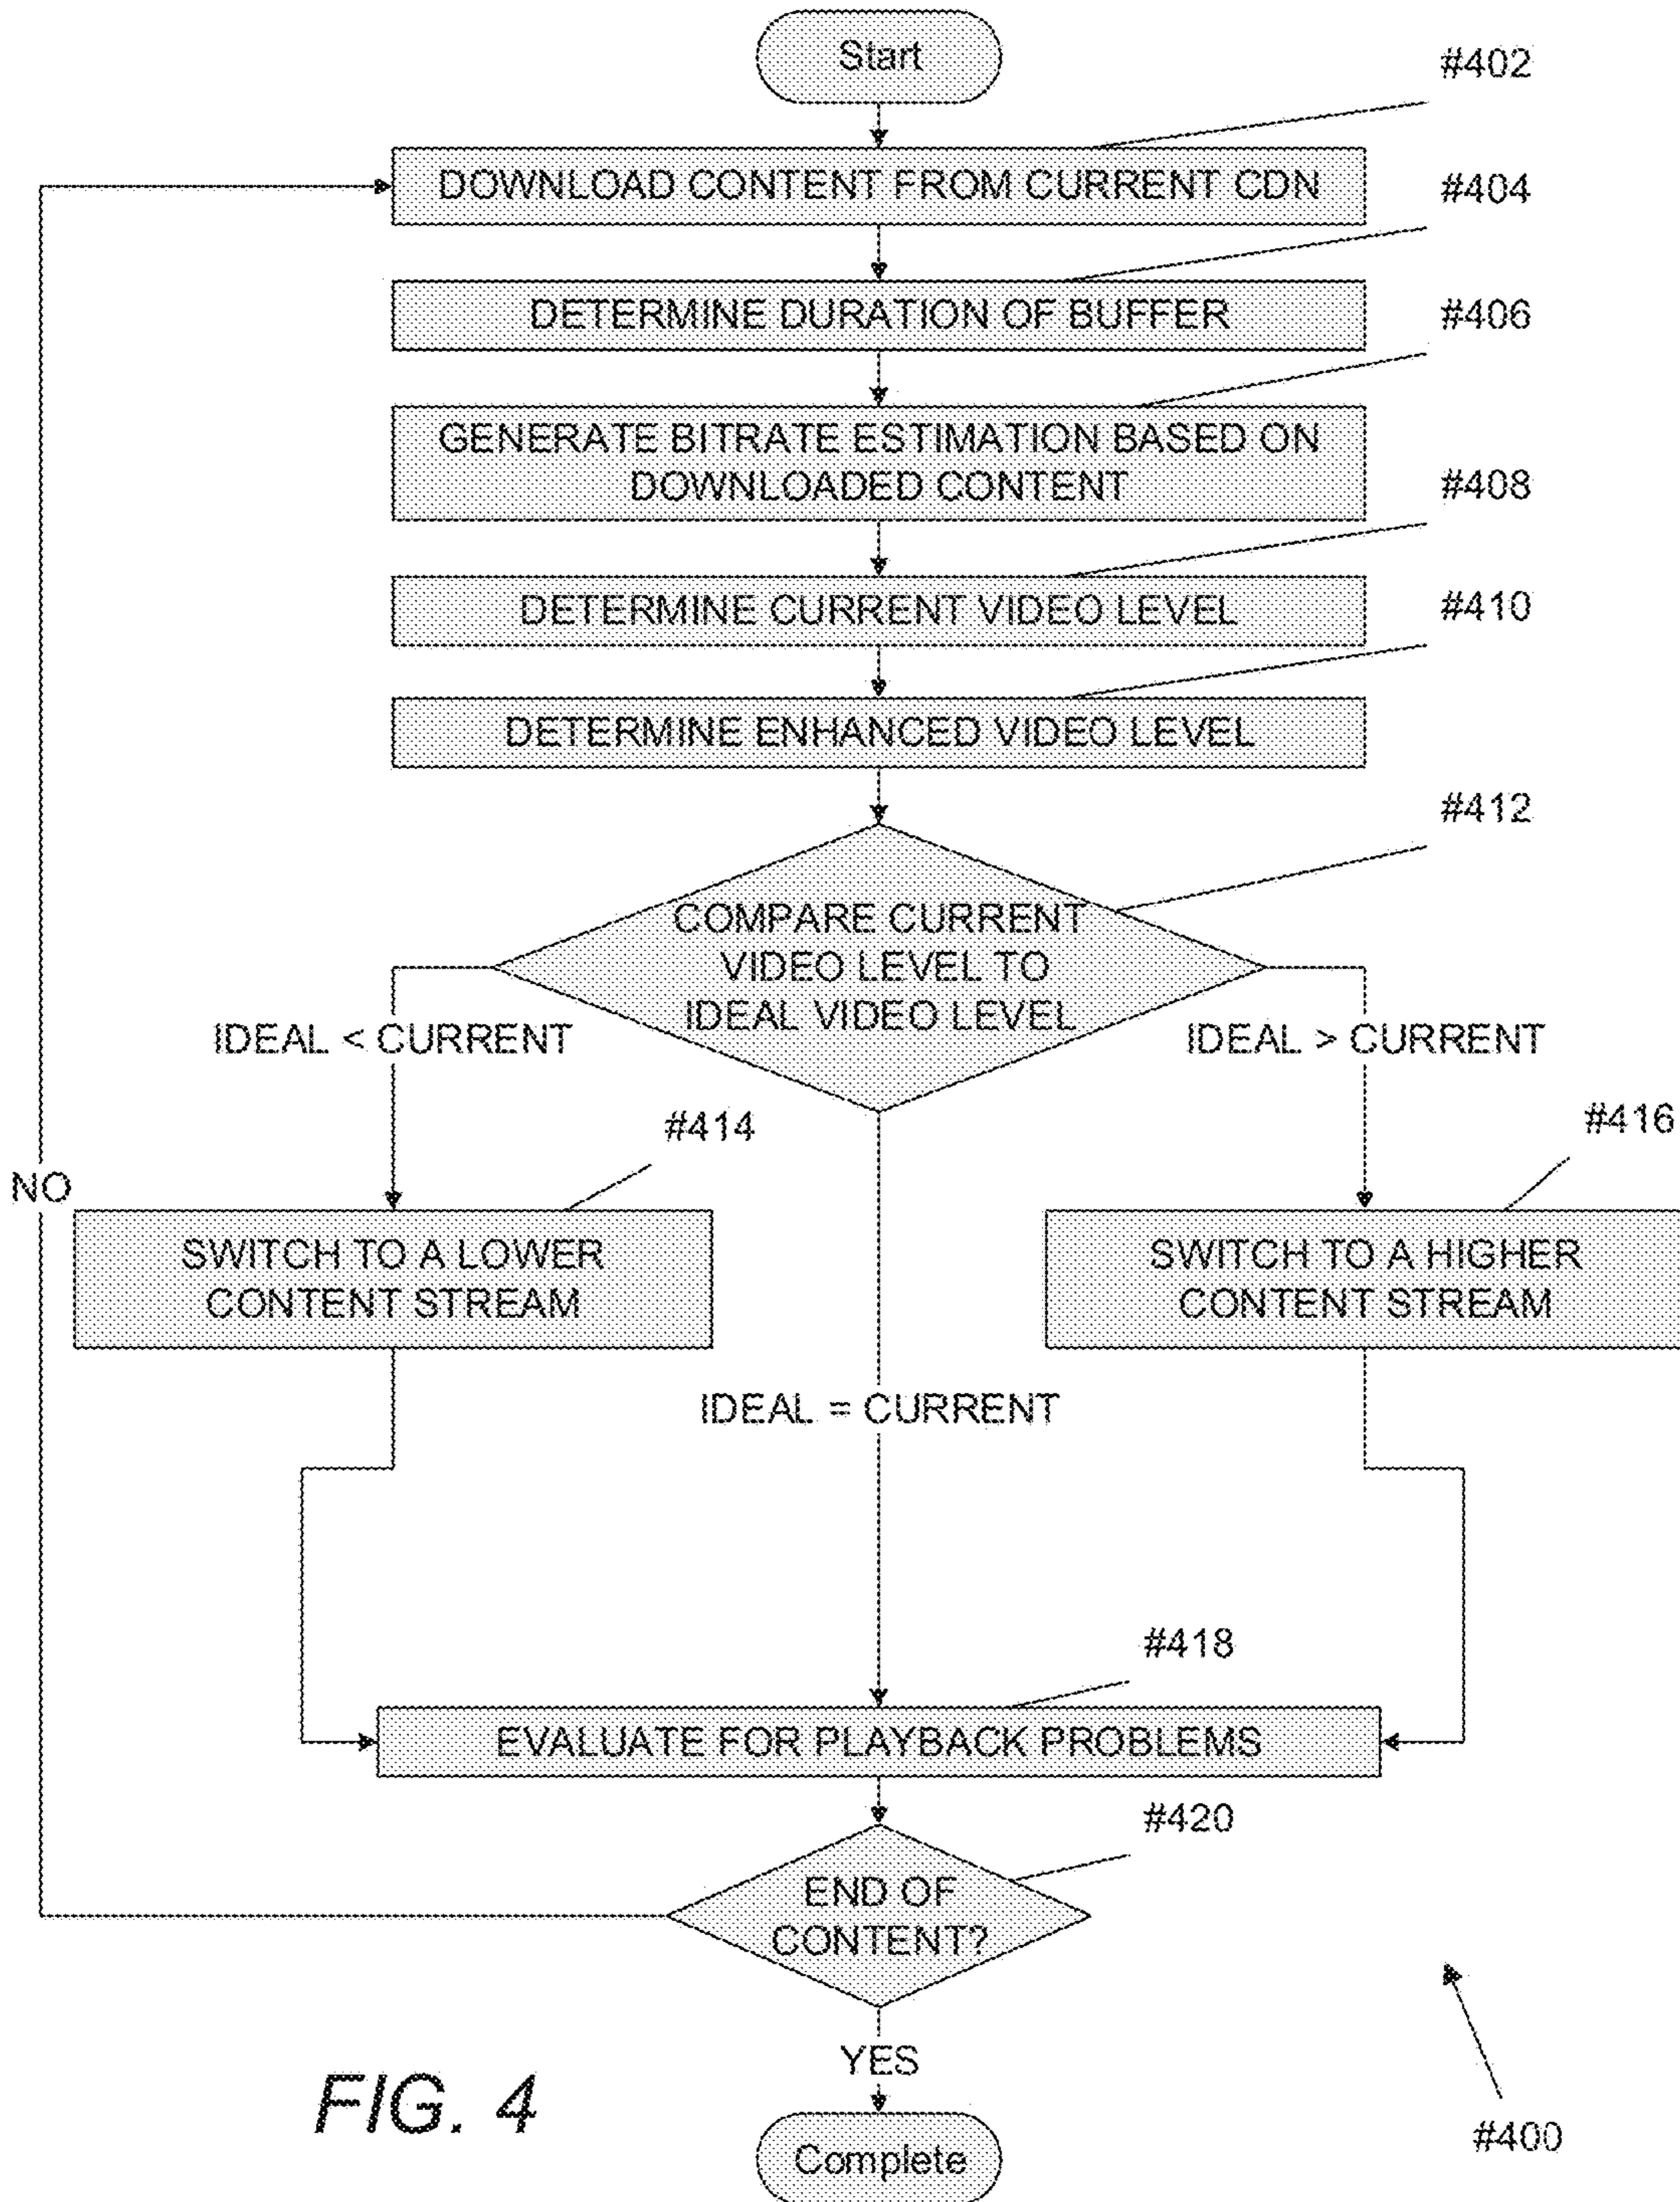 Start
#402
DOWNLOAD CONTENT FROM CURRENT CDN
#404
DETERMINE DURATION OF BUFFER
#406
GENERATE BITRATE ESTIMATION BASED ON
DOWNLOADED CONTENT
#408
DETERMINE CURRENT VIDEO LEVEL
#410
DETERMINE ENHANCED VIDEO LEVEL
#412
COMPARE CURRENT
VIDEO LEVEL TO
IDEAL VIDEO LEVEL
IDEAL < CURRENT
IDEAL > CURRENT
#414
#416
NO
SWITCH TO A LOWER
CONTENT STREAM
SWITCH TO A HIGHER
CONTENT STREAM
IDEAL = CURRENT
#418
EVALUATE FOR PLAYBACK PROBLEMS
#420
END OF
CONTENT?
YES
FIG. 4
#400
Complete